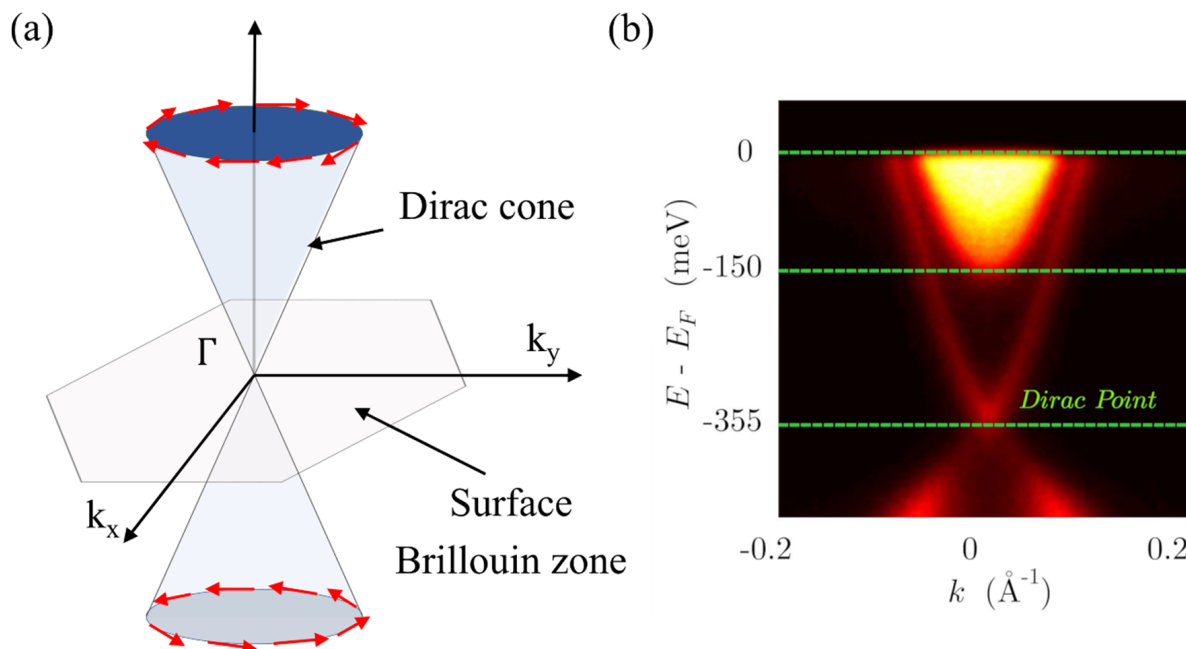 (a)
Dirac cone
Γ
k_y
k_x
Surface
Brillouin zone
(b)
E - E_F (meV)
0
-150
-355
Dirac Point
-0.2
0
0.2
k (Å⁻¹)